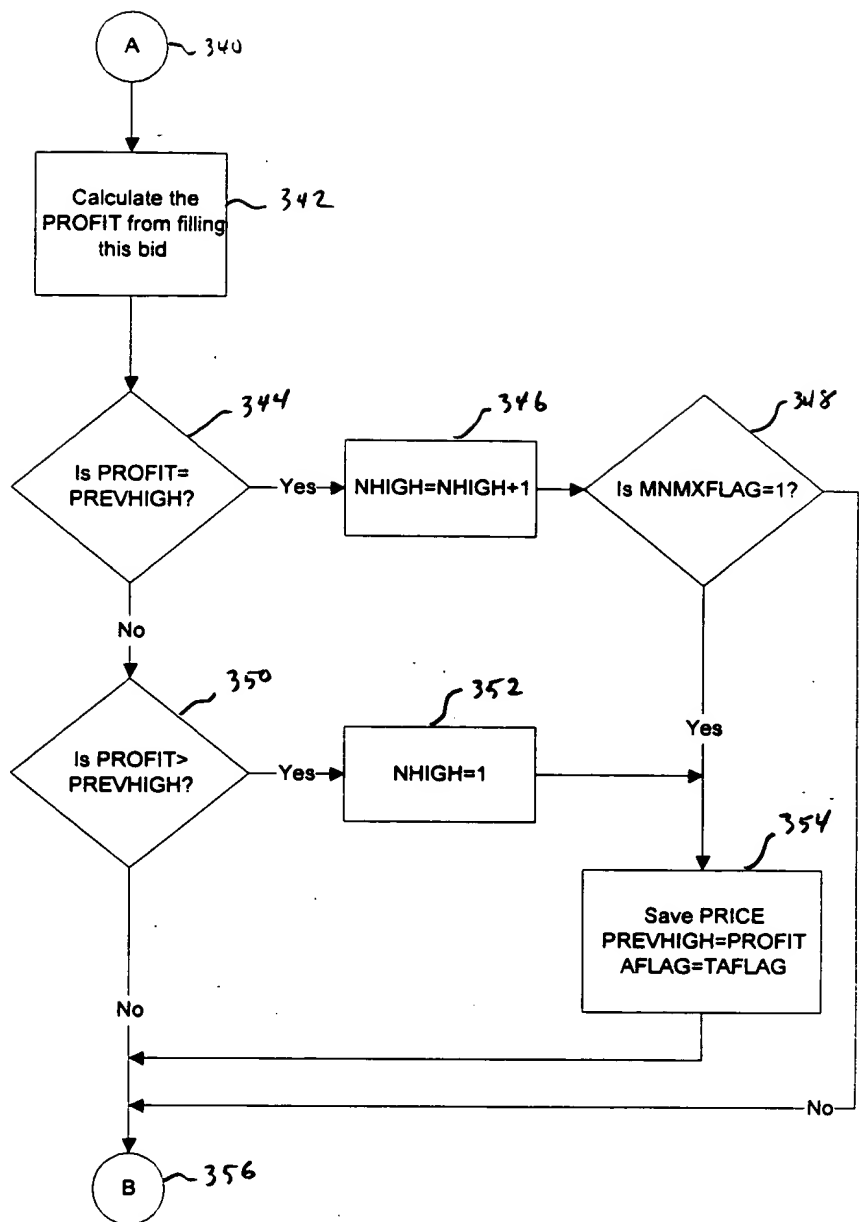 A
340
Calculate the
PROFIT from filling
this bid
342
344
Is PROFIT=
PREVHIGH?
Yes
346
NHIGH=NHIGH+1
348
Is MNMXFLAG=1?
No
Yes
350
Is PROFIT>
PREVHIGH?
Yes
352
NHIGH=1
354
Save PRICE
PREVHIGH=PROFIT
AFLAG=TAFLAG
No
No
B
356